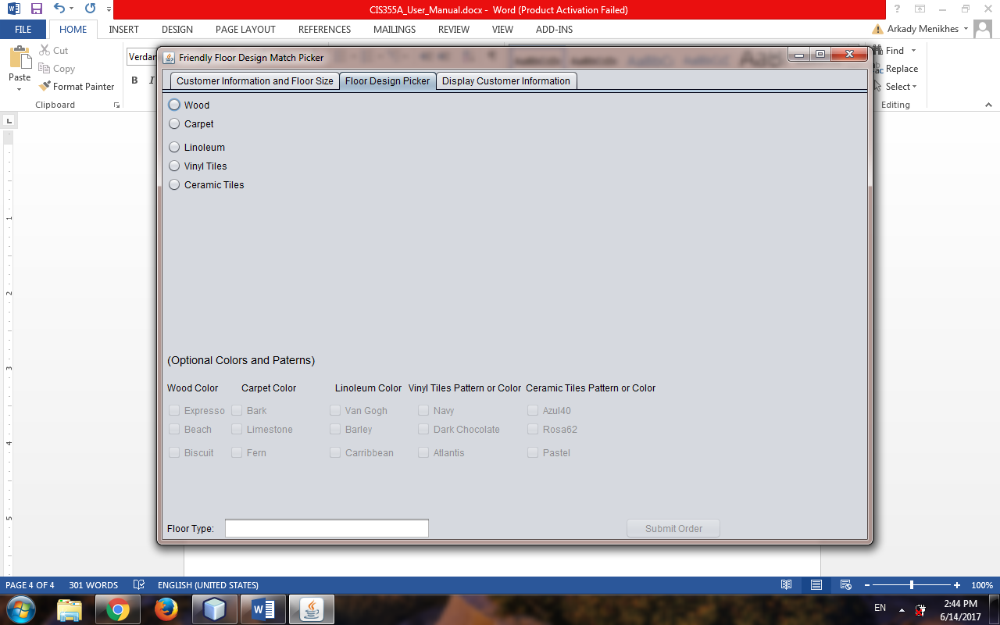 CIS355A_User_Manual.docx - Word (Product Activation Failed)
FILE HOME INSERT DESIGN PAGE LAYOUT REFERENCES MAILINGS REVIEW VIEW ADD-INS Arkady Menikhes
Cut
Copy
Format Painter
Paste
Clipboard
Verdan
B I
Find
Replace
Select
Editing
Friendly Floor Design Match Picker
Customer Information and Floor Size Floor Design Picker Display Customer Information
Wood
Carpet
Linoleum
Vinyl Tiles
Ceramic Tiles
(Optional Colors and Paterns)
Wood Color Carpet Color Linoleum Color Vinyl Tiles Pattern or Color Ceramic Tiles Pattern or Color
Expresso Bark Van Gogh Navy Azul40
Beach Limestone Barley Dark Chocolate Rosa62
Biscuit Fern Carribbean Atlantis Pastel
Floor Type: Submit Order
1
2
3
4
5
PAGE 4 OF 4 301 WORDS ENGLISH (UNITED STATES) 100%
EN 2:44 PM
6/14/2017